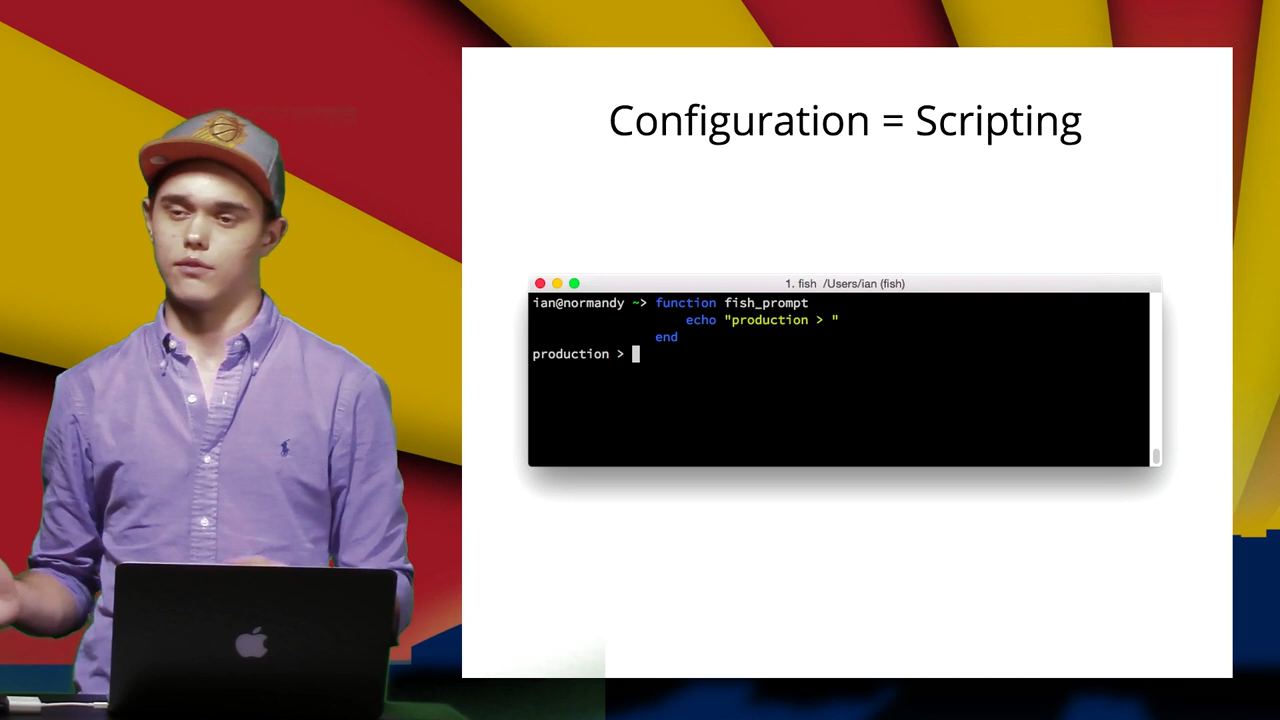 Configuration = Scripting
1. fish /Users/ian (fish)
ian@normandy ~> function fish_prompt
echo "production > "
end
production >